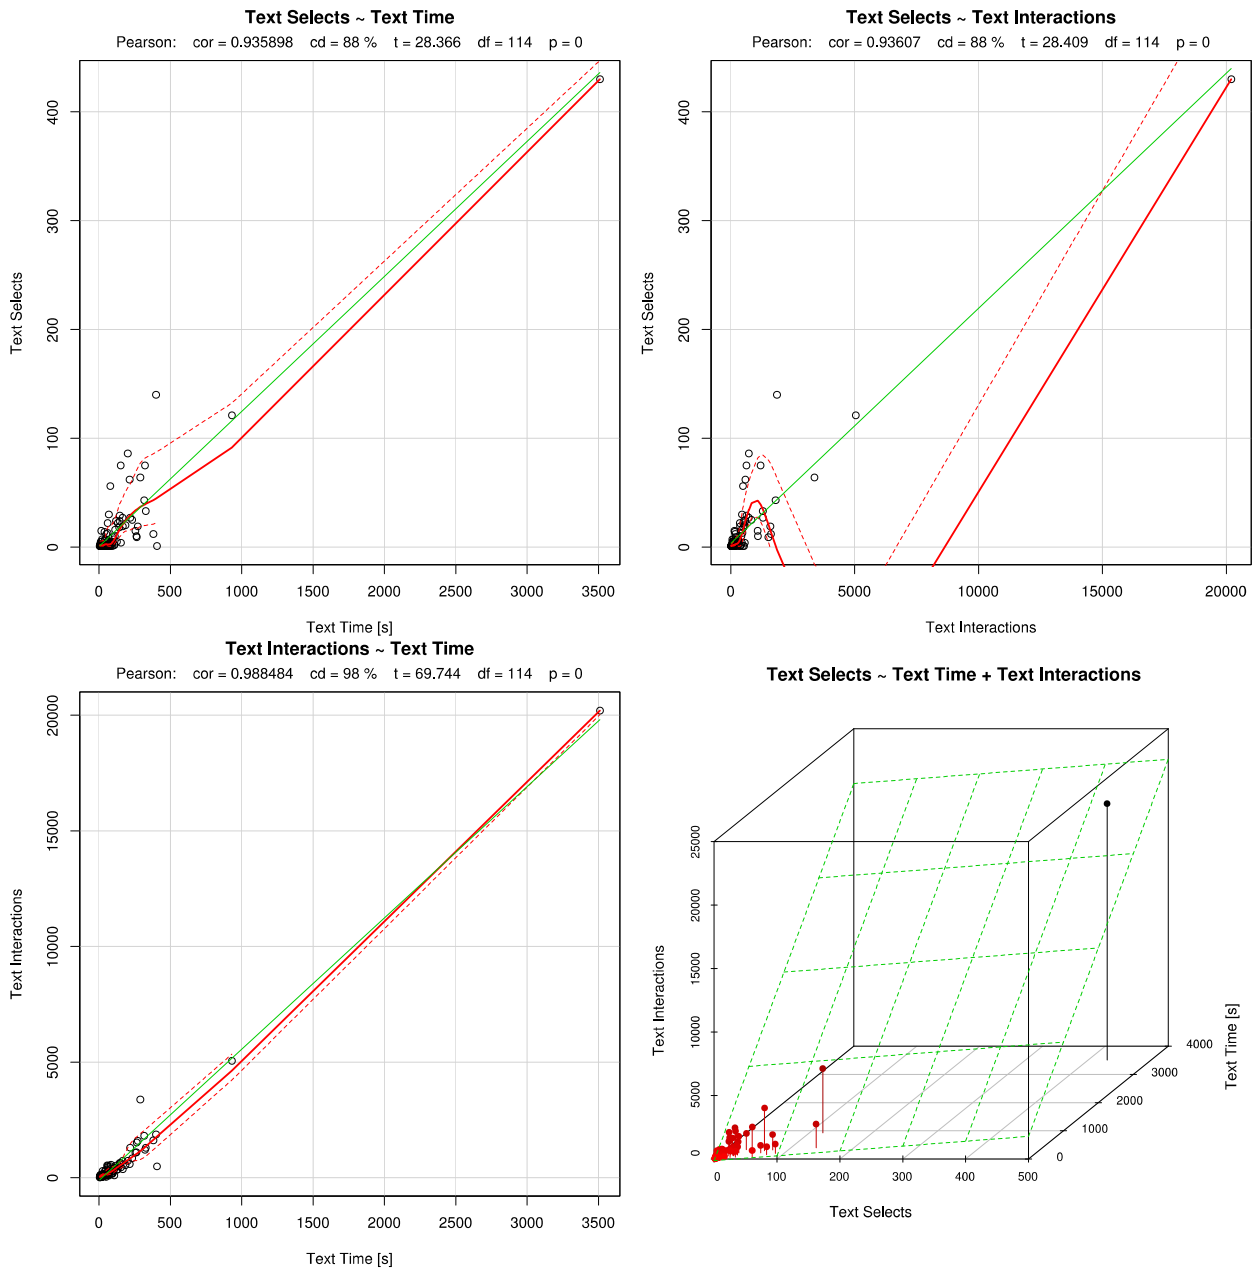 Text Selects ~ Text Time
Pearson: cor = 0.935898 cd = 88 % t = 28.366 df = 114 p = 0
400
300
200
100
0
Text Selects
0 500 1000 1500 2000 2500 3000 3500
Text Time [s]
Text Selects ~ Text Interactions
Pearson: cor = 0.93607 cd = 88 % t = 28.409 df = 114 p = 0
400
300
200
100
0
Text Selects
0 5000 10000 15000 20000
Text Interactions
Text Interactions ~ Text Time
Pearson: cor = 0.988484 cd = 98 % t = 69.744 df = 114 p = 0
20000
15000
10000
5000
0
Text Interactions
0 500 1000 1500 2000 2500 3000 3500
Text Time [s]
Text Selects ~ Text Time + Text Interactions
25000
20000
15000
10000
5000
0
Text Interactions
4000
3000
2000
1000
0
Text Time [s]
0 100 200 300 400 500
Text Selects